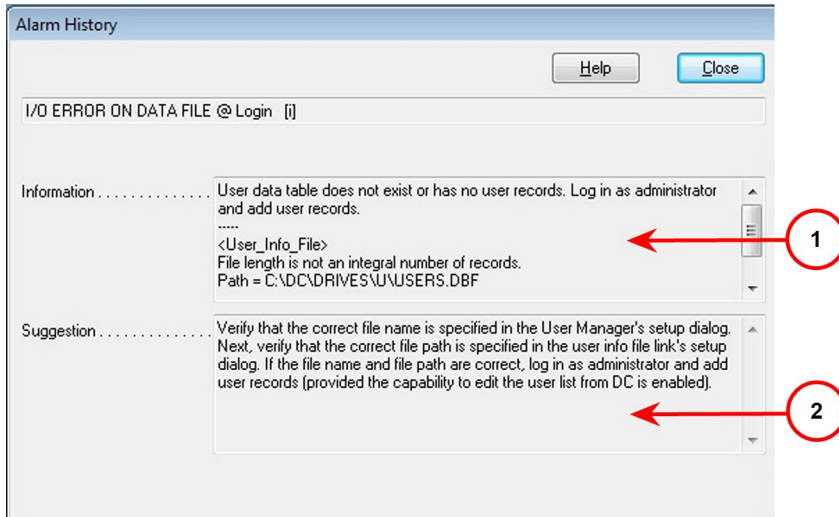 Alarm History
Help Close
I/O ERROR ON DATA FILE @ Login [i]
Information . . . . . . . . . . . . . . User data table does not exist or has no user records. Log in as administrator
and add user records.
-----
<User_Info_File>
File length is not an integral number of records.
Path = C:\DC\DRIVES\U\USERS.DBF
1
Suggestion . . . . . . . . . . . . . . Verify that the correct file name is specified in the User Manager's setup dialog.
Next, verify that the correct file path is specified in the user info file link's setup
dialog. If the file name and file path are correct, log in as administrator and add
user records (provided the capability to edit the user list from DC is enabled).
2